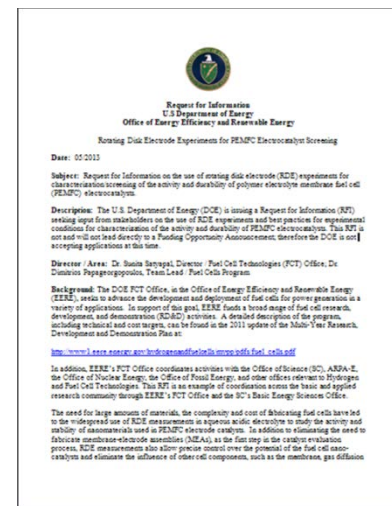 Request for Information
U.S Department of Energy
Office of Energy Efficiency and Renewable Energy
Rotating Disk Electrode Experiments for PEMFC Electrocatalyst Screening
Date: 05/2013
Subject: Request for Information on the use of rotating disk electrode (RDE) experiments for
characterization/screening of the activity and durability of polymer electrolyte membrane fuel cell
(PEMFC) electrocatalysts.
Description: The U.S. Department of Energy (DOE) is issuing a Request for Information (RFI)
seeking input from stakeholders on the use of RDE experiments and best practices for experimental
conditions for characterization of the activity and durability of PEMFC electrocatalysts. This RFI is
not and will not lead directly to a Funding Opportunity Announcement, therefore the DOE is not
accepting applications at this time.
Director / Area: Dr. Sunita Satyapal, Director / Fuel Cell Technologies (FCT) Office; Dr.
Dimitrios Papageorgopoulos, Team Lead / Fuel Cells Program.
Background: The DOE FCT Office, in the Office of Energy Efficiency and Renewable Energy
(EERE), seeks to advance the development and deployment of fuel cells for power generation in a
variety of applications. In support of this goal, EERE funds a broad range of fuel cell research,
development, and demonstration (RD&D) activities. A detailed description of the program,
including technical and cost targets, can be found in the 2011 update of the Multi-Year Research,
Development and Demonstration Plan at:
http://www1.eere.energy.gov/hydrogenandfuelcells/mypp/pdfs/fuel_cells.pdf
In addition, EERE's FCT Office coordinates activities with the Office of Science (SC), ARPA-E,
the Office of Nuclear Energy, the Office of Fossil Energy, and other offices relevant to Hydrogen
and Fuel Cell Technologies. This RFI is an example of coordination across the basic and applied
research community through EERE's FCT Office and the SC's Basic Energy Sciences Office.
The need for large amounts of materials, the complexity and cost of fabricating fuel cells have led
to the widespread use of RDE measurements in aqueous acidic electrolyte to study the activity and
stability of nanomaterials used in PEMFC electrode catalysts. In addition to eliminating the need to
fabricate membrane-electrode assemblies (MEAs), as the first step in the catalyst evaluation
process, RDE measurements also allow precise control over the potential of the fuel cell nano-
catalysts and eliminate the influence of other cell components, such as the membrane, gas diffusion